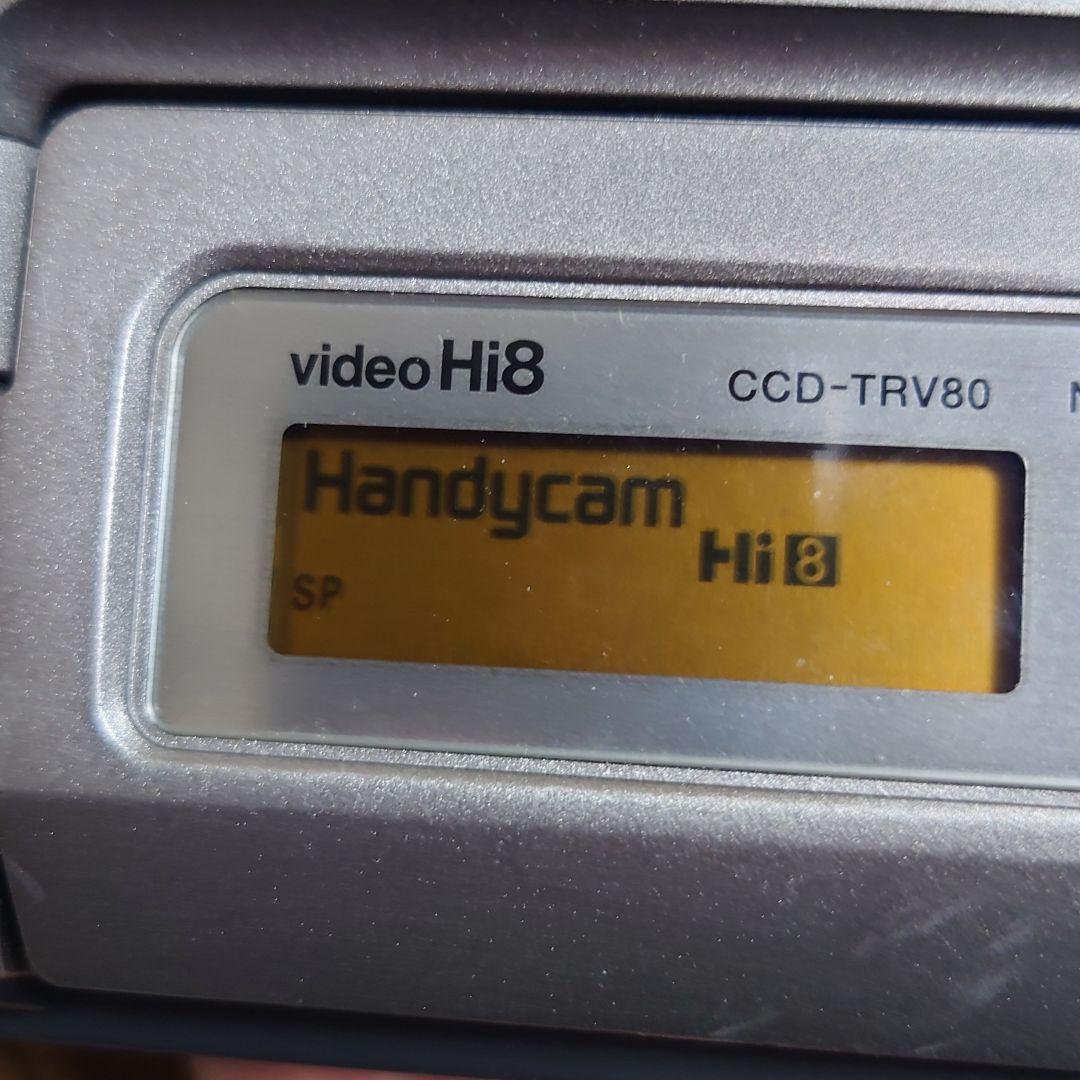 video Hi8
CCD-TRV80
Handycam
Hi8
SP